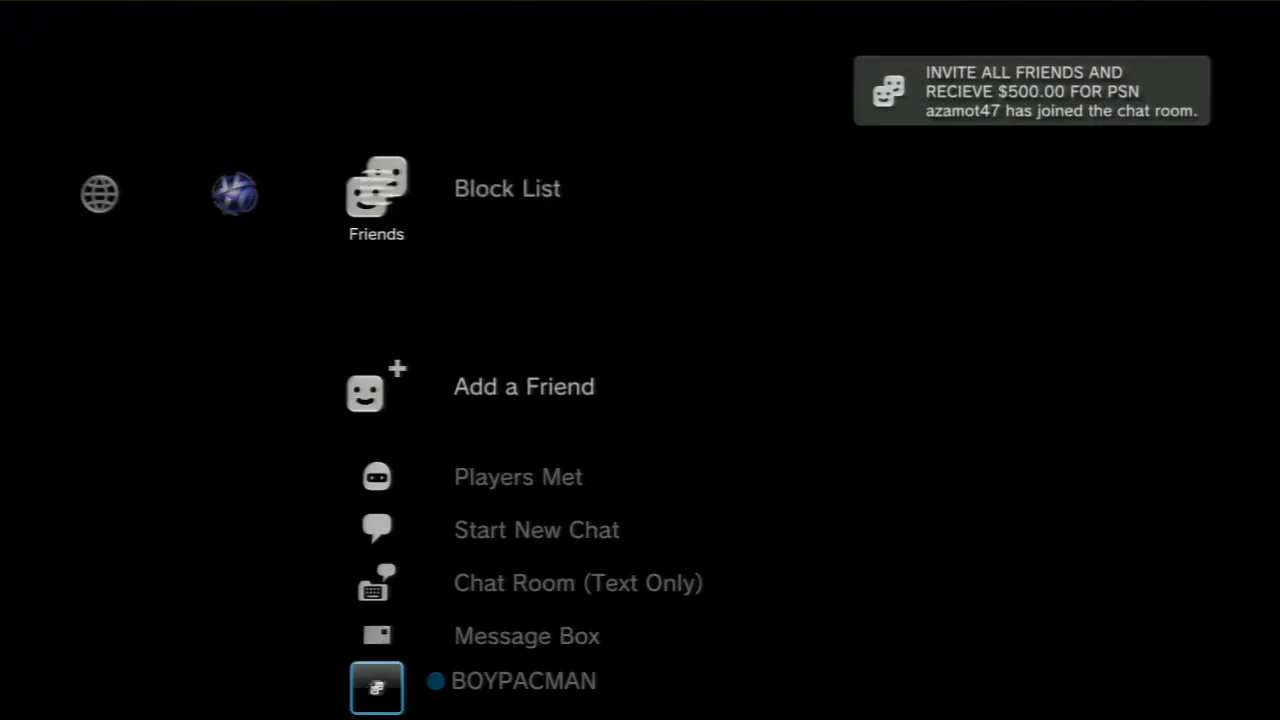 INVITE ALL FRIENDS AND
RECIEVE $500.00 FOR PSN
azamot47 has joined the chat room.
Block List
Friends
Add a Friend
Players Met
Start New Chat
Chat Room (Text Only)
Message Box
BOYPACMAN